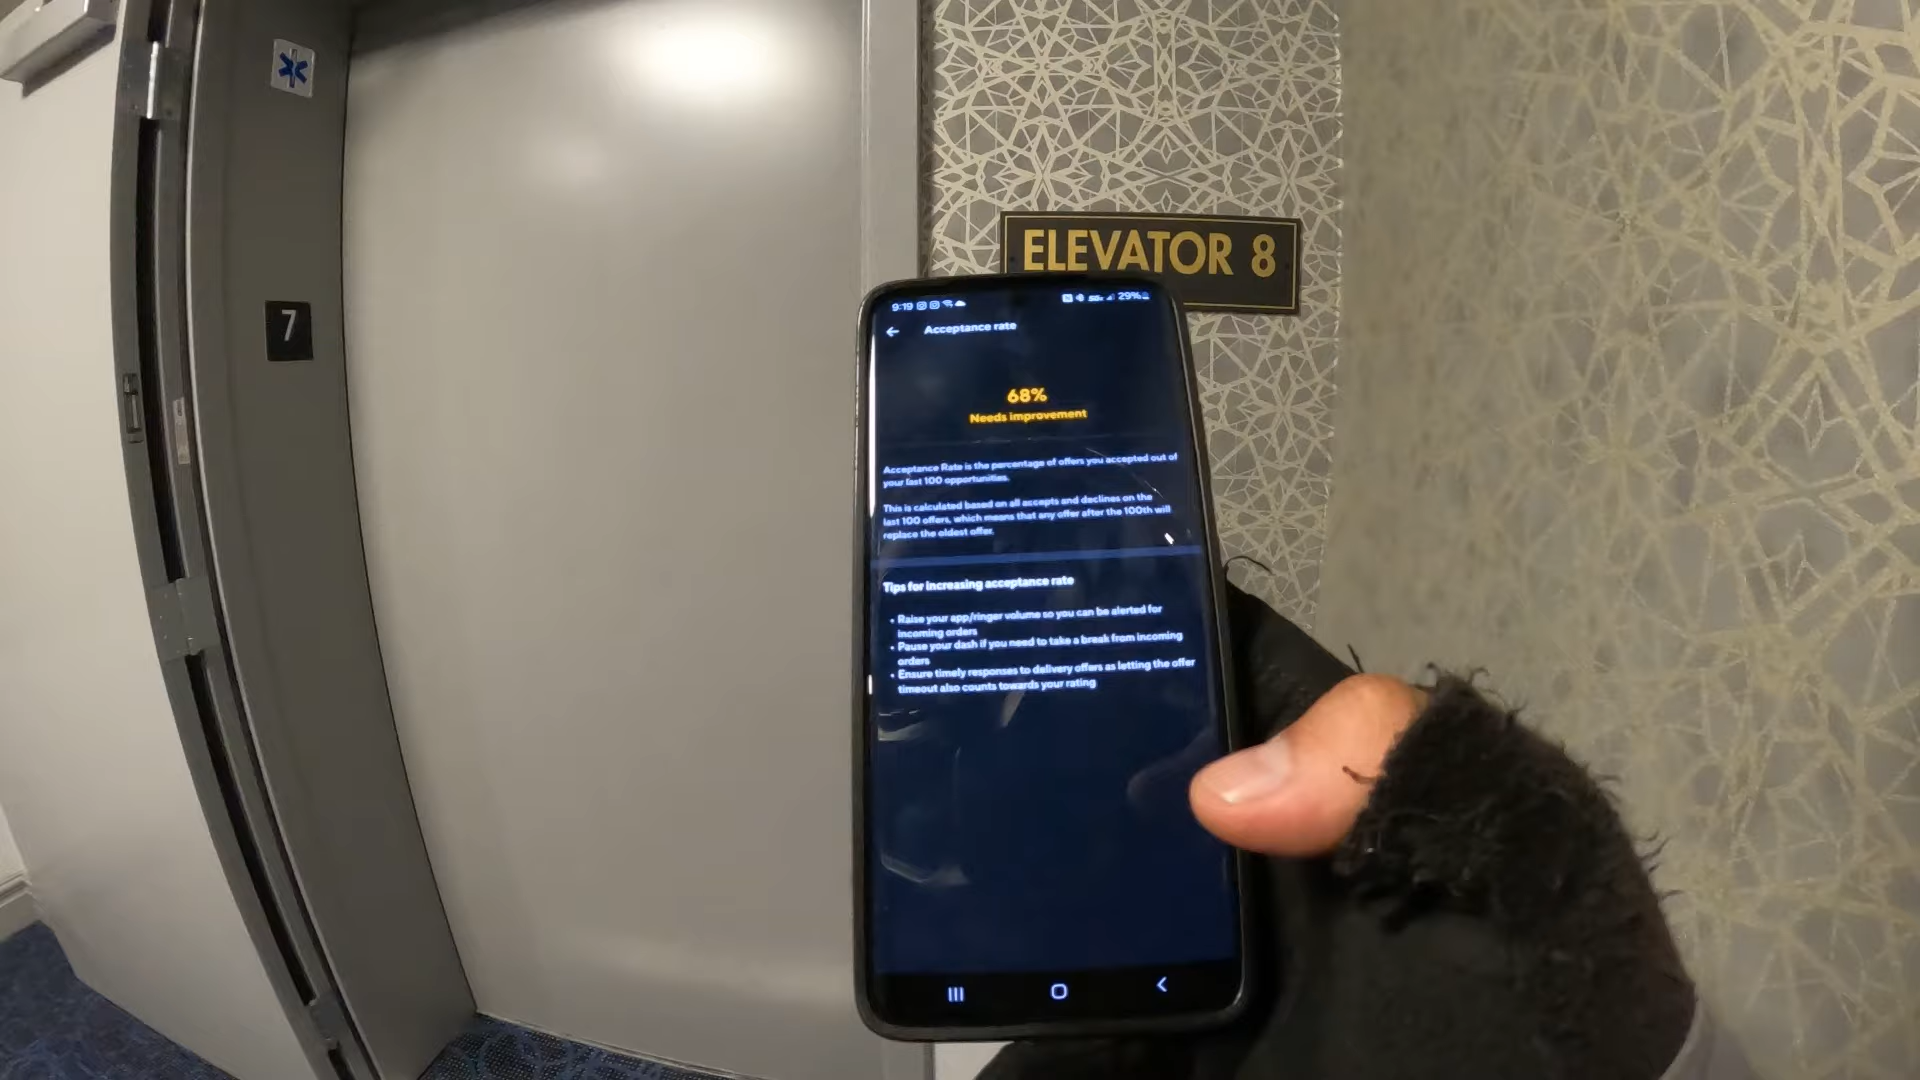 7
ELEVATOR 8
9:19
29%
Acceptance rate
68%
Needs improvement
Acceptance Rate is the percentage of offers you accepted out of
your last 100 opportunities.
This is calculated based on all accepts and declines on the
last 100 offers, which means that any offer after the 100th will
replace the oldest offer.
Tips for increasing acceptance rate
• Raise your app/ringer volume so you can be alerted for
incoming orders
• Pause your dash if you need to take a break from incoming
orders
• Ensure timely responses to delivery offers as letting the offer
timeout also counts towards your rating